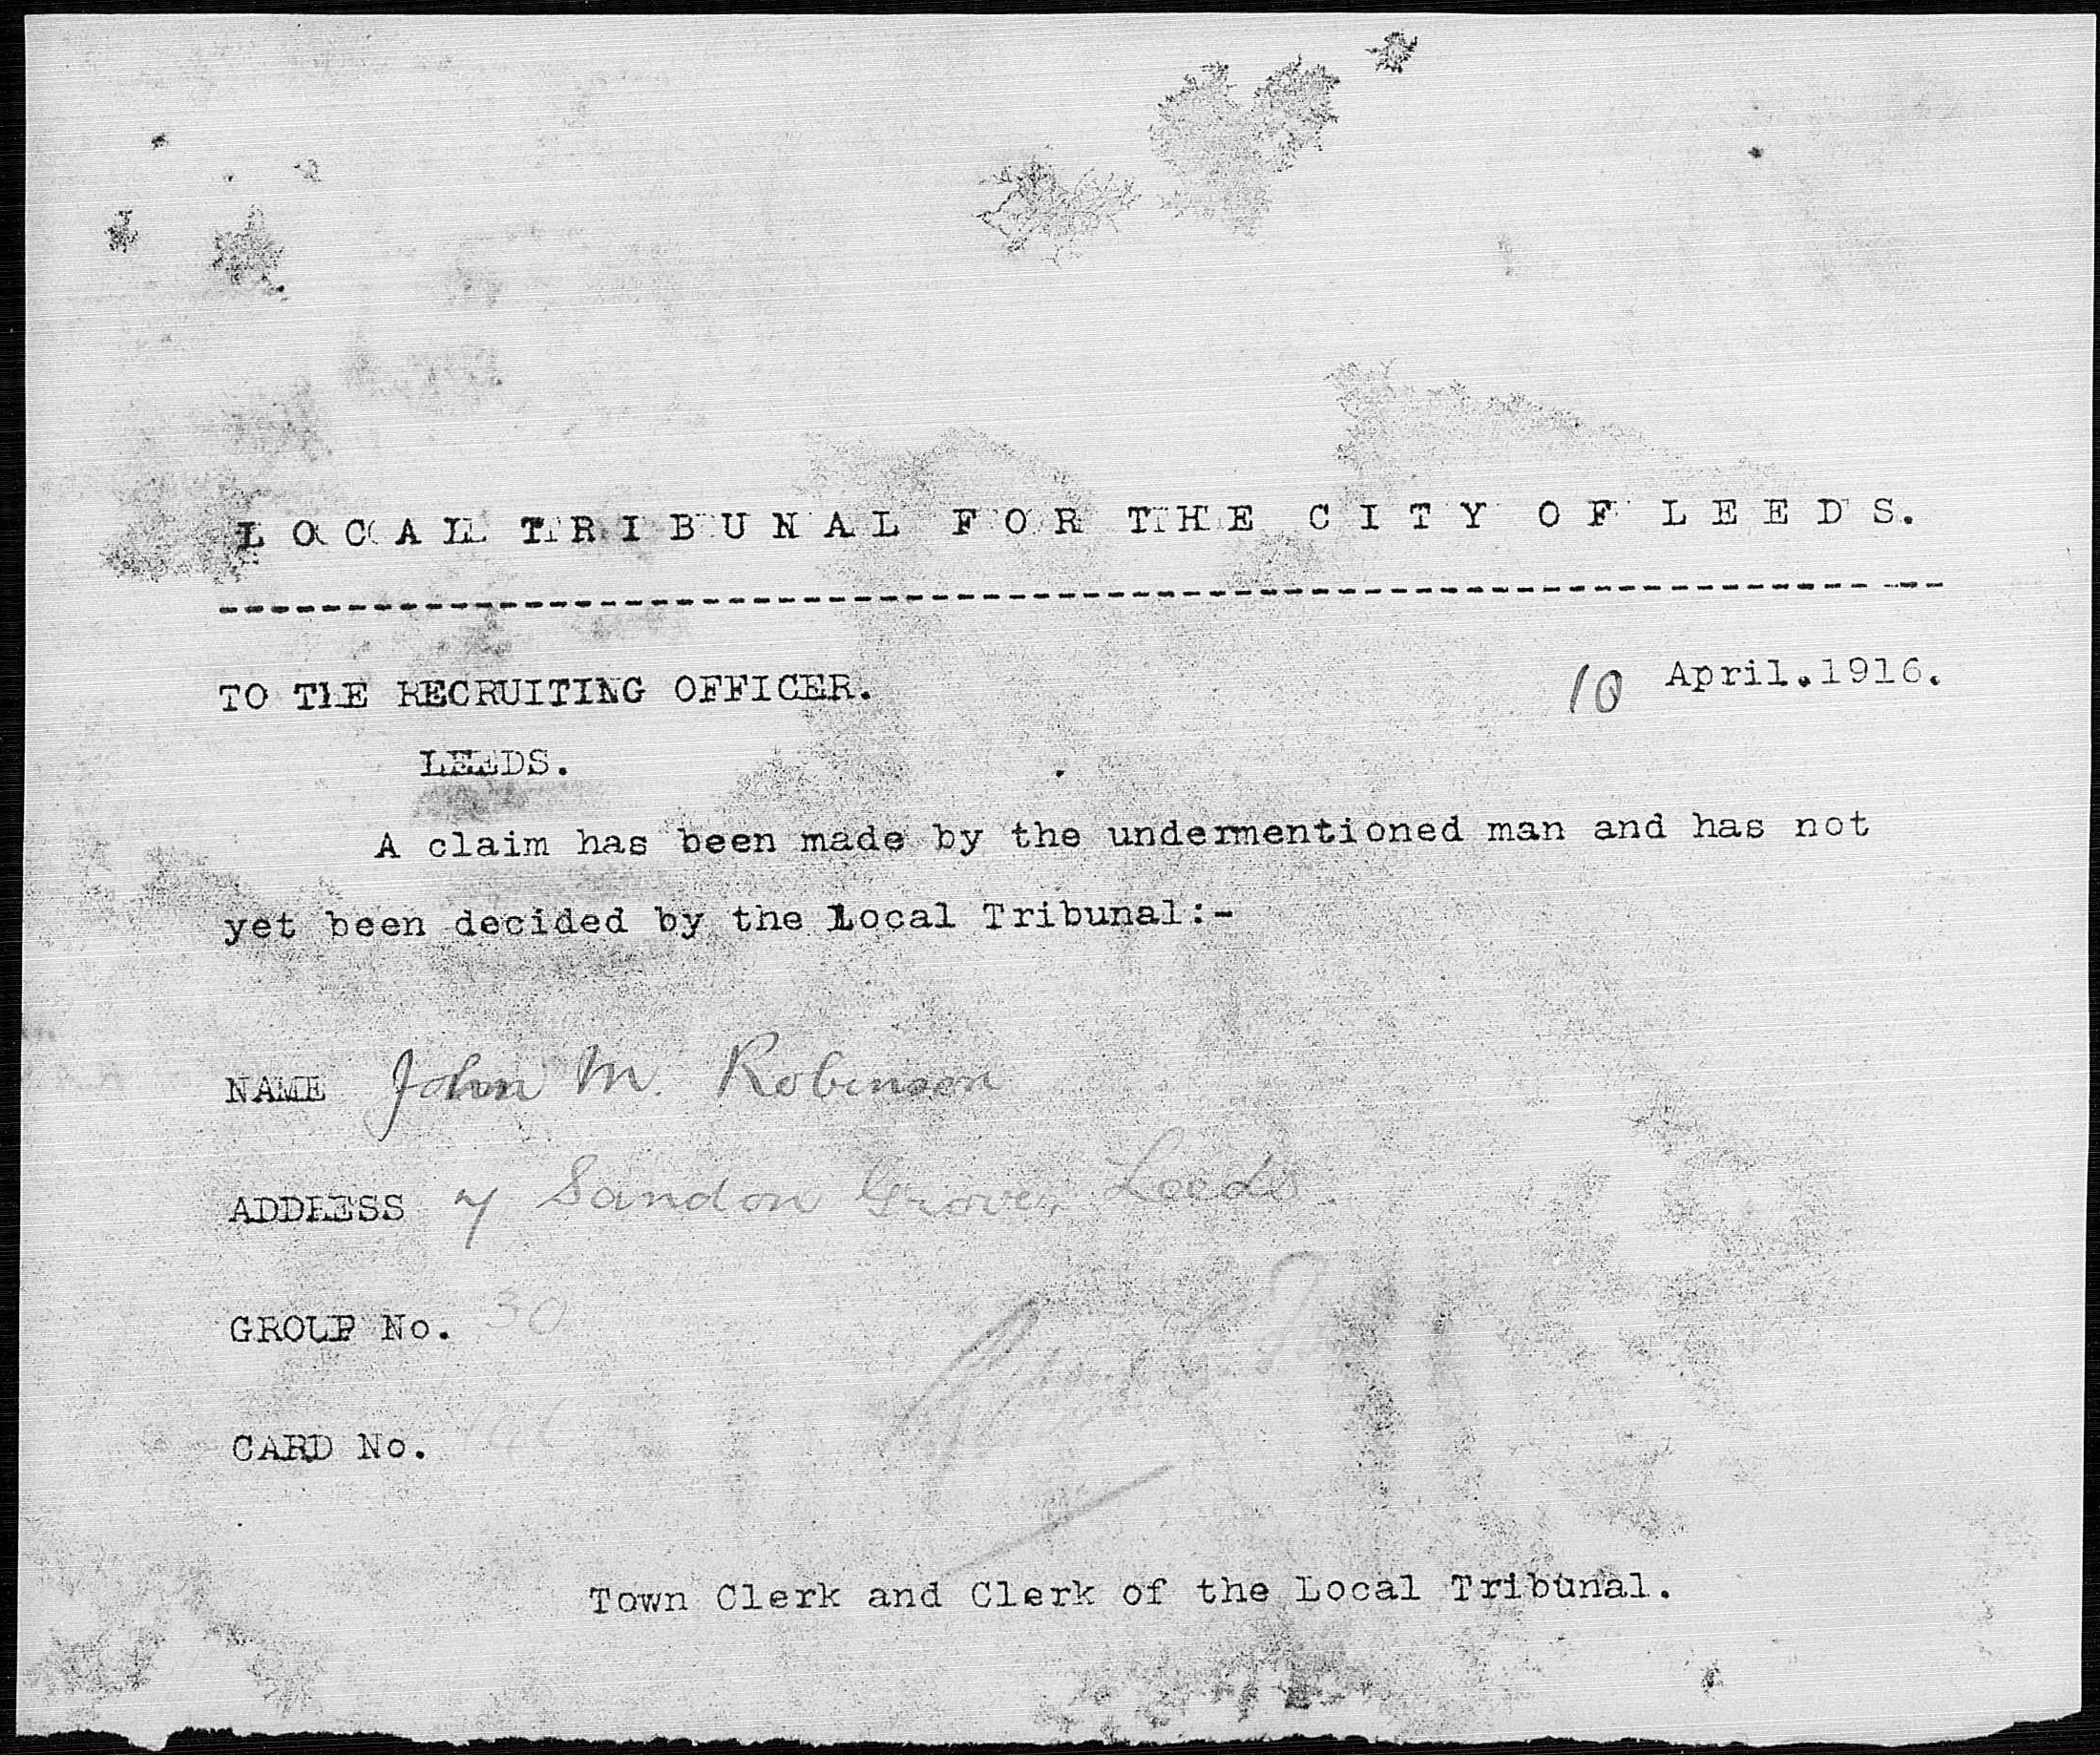 LOCAL TRIBUNAL FOR THE CITY OF LEEDS.
TO THE RECRUITING OFFICER. 10 April.1916.
LEEDS.
A claim has been made by the undermentioned man and has not
yet been decided by the Local Tribunal:-
NAME John M. Robinson
ADDRESS 7 Sandon Grove, Leeds.
GROUP No. 30
CARD No.
Town Clerk and Clerk of the Local Tribunal.